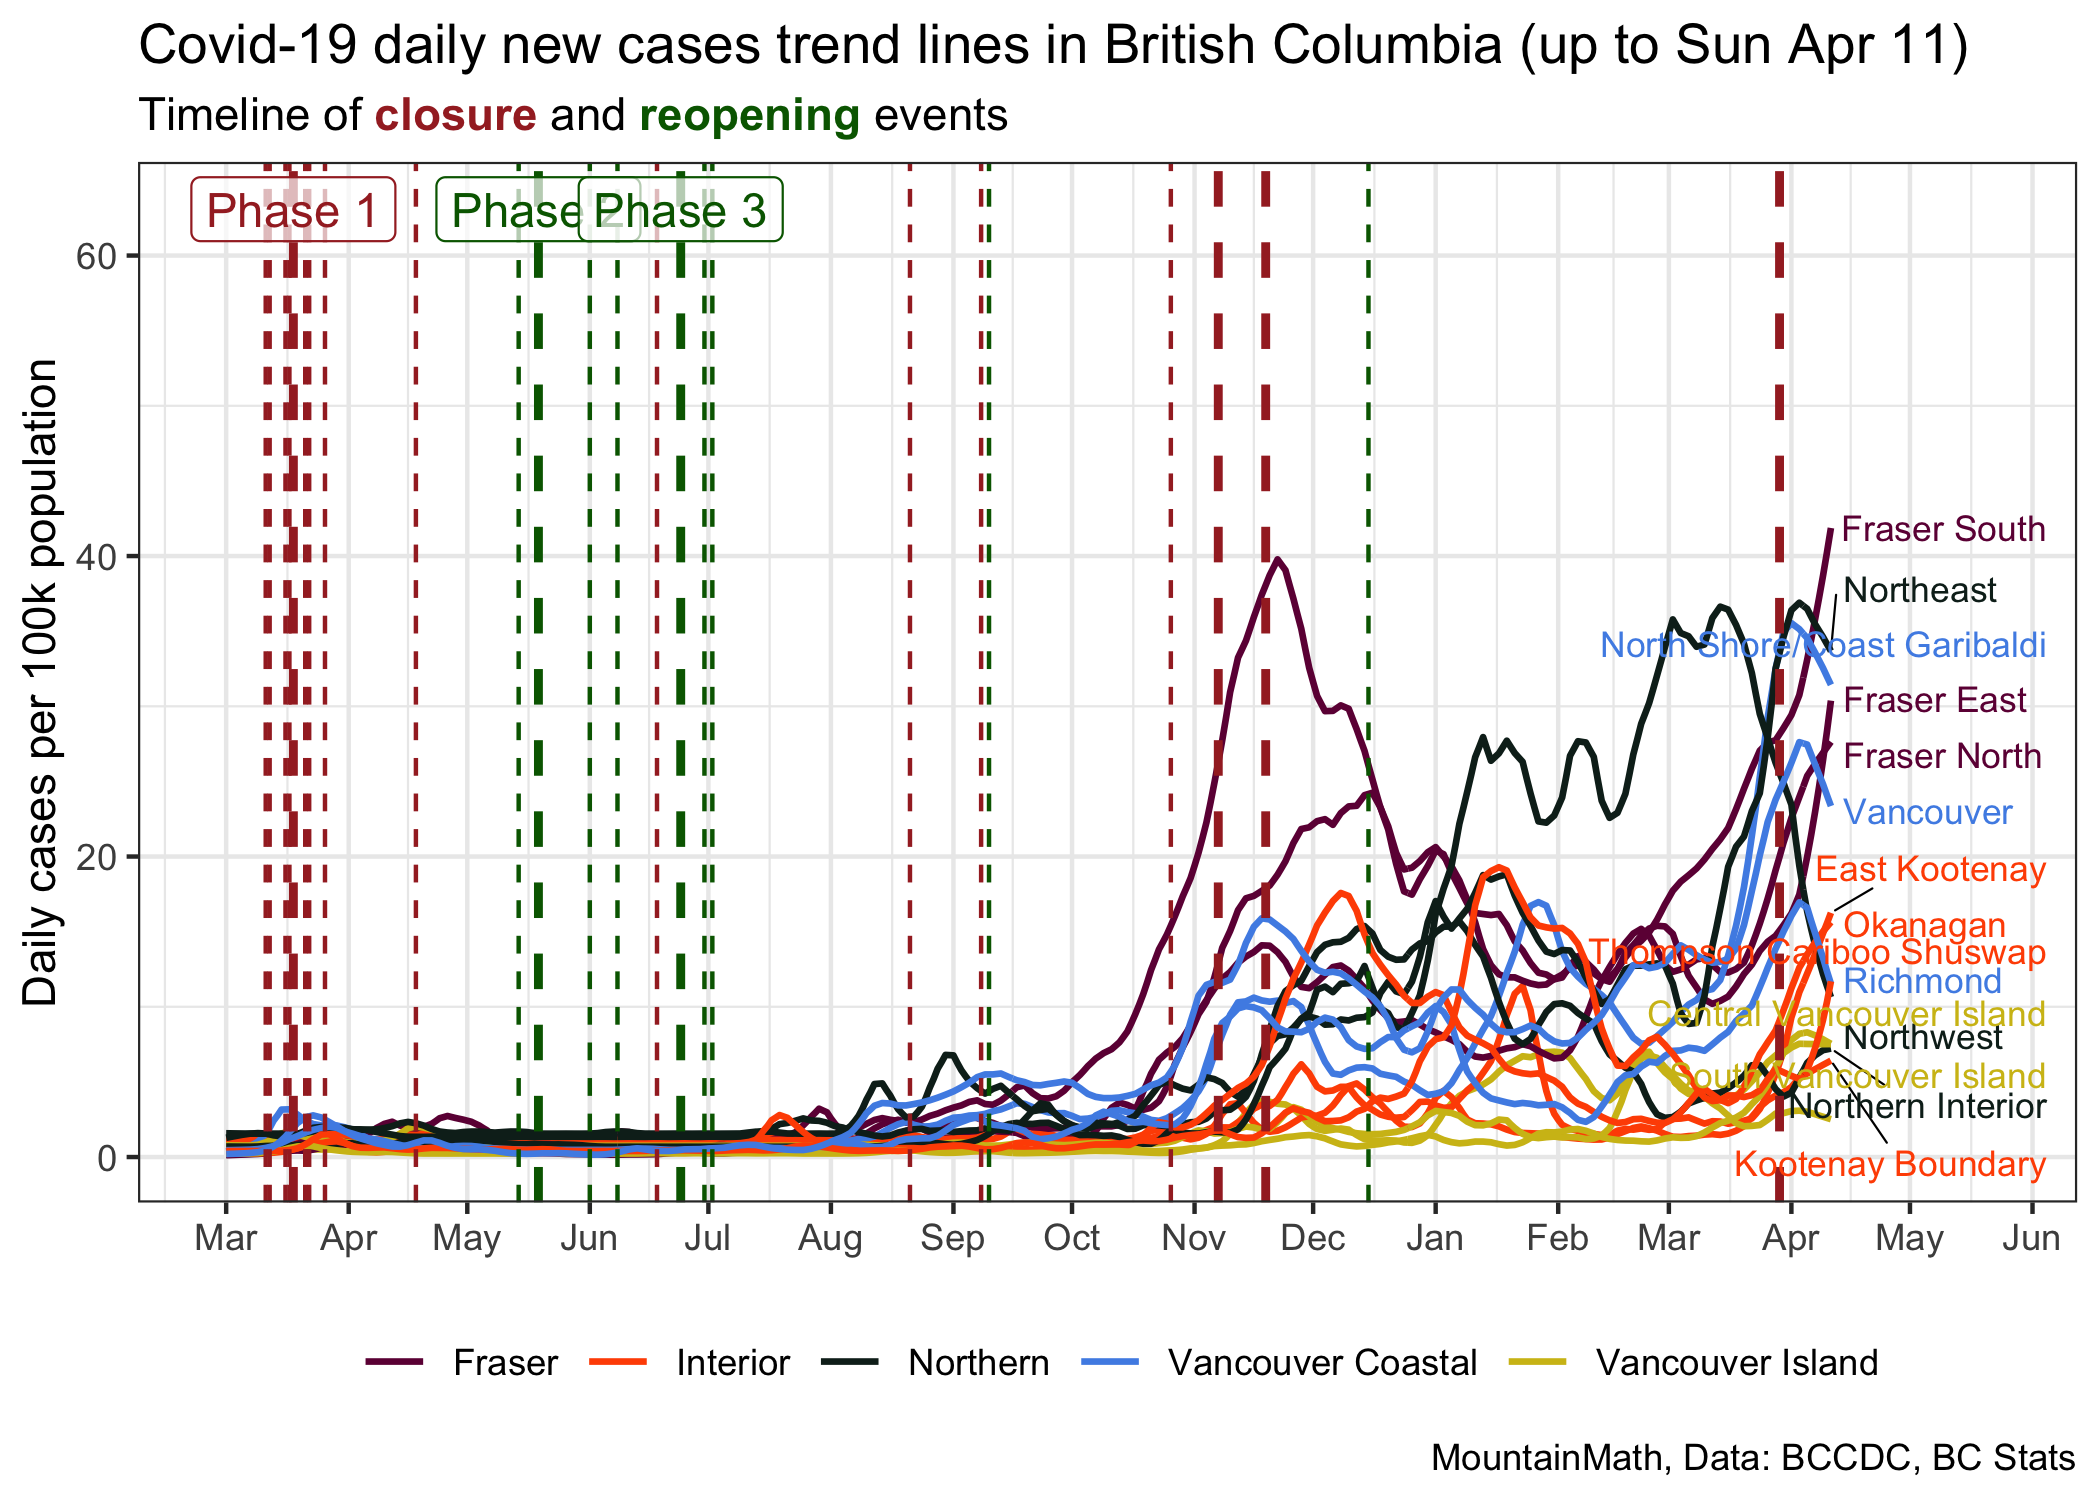 Covid-19 daily new cases trend lines in British Columbia (up to Sun Apr 11)
Timeline of closure and reopening events
Phase 1
Phase 2
Phase 3
Daily cases per 100k population
60
40
20
0
Fraser South
Northeast
North Shore/Coast Garibaldi
Fraser East
Fraser North
Vancouver
East Kootenay
Okanagan
Thompson Cariboo Shuswap
Richmond
Central Vancouver Island
Northwest
South Vancouver Island
Northern Interior
Kootenay Boundary
Mar Apr May Jun Jul Aug Sep Oct Nov Dec Jan Feb Mar Apr May Jun
Fraser Interior Northern Vancouver Coastal Vancouver Island
MountainMath, Data: BCCDC, BC Stats